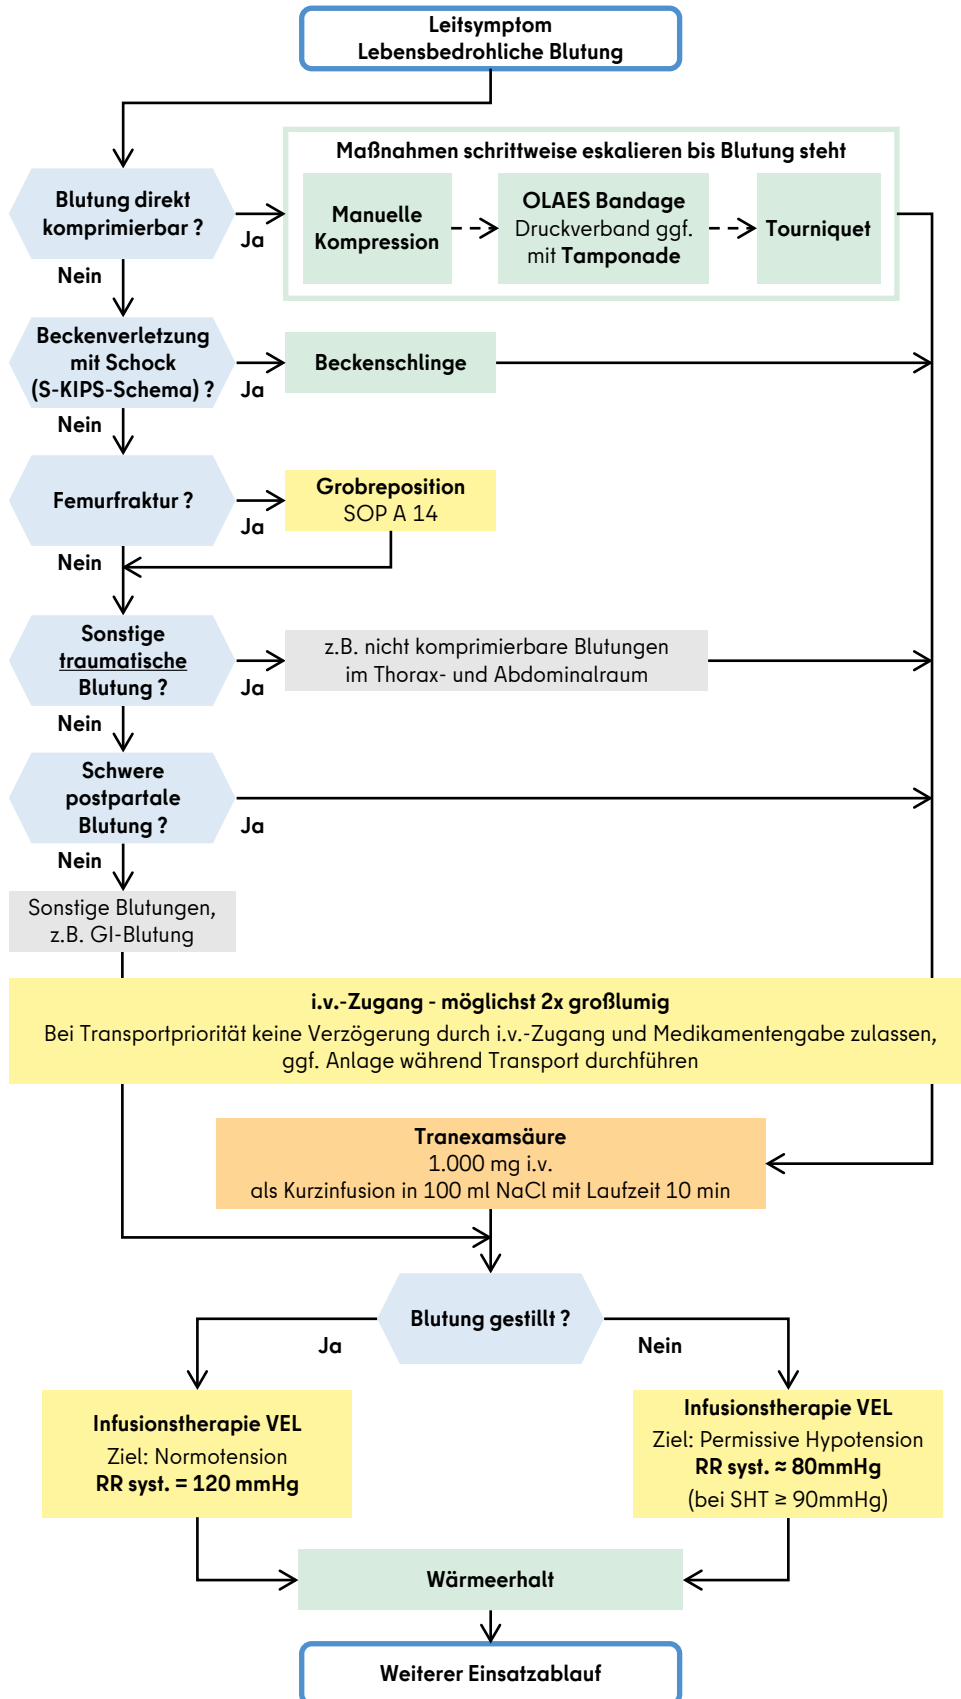 Leitsymptom
Lebensbedrohliche Blutung
Maßnahmen schrittweise eskalieren bis Blutung steht
Blutung direkt
komprimierbar ?
Ja
Manuelle
Kompression
OLAES Bandage
Druckverband ggf.
mit Tamponade
Tourniquet
Nein
Beckenverletzung
mit Schock
(S-KIPS-Schema) ?
Ja
Beckenschlinge
Nein
Femurfraktur ?
Ja
Grobreposition
SOP A 14
Nein
Sonstige
traumatische
Blutung ?
Ja
z.B. nicht komprimierbare Blutungen
im Thorax- und Abdominalraum
Nein
Schwere
postpartale
Blutung ?
Ja
Nein
Sonstige Blutungen,
z.B. GI-Blutung
i.v.-Zugang - möglichst 2x großlumig
Bei Transportpriorität keine Verzögerung durch i.v.-Zugang und Medikamentengabe zulassen,
ggf. Anlage während Transport durchführen
Tranexamsäure
1.000 mg i.v.
als Kurzinfusion in 100 ml NaCl mit Laufzeit 10 min
Blutung gestillt ?
Ja
Nein
Infusionstherapie VEL
Ziel: Normotension
RR syst. = 120 mmHg
Infusionstherapie VEL
Ziel: Permissive Hypotension
RR syst. ≈ 80mmHg
(bei SHT ≥ 90mmHg)
Wärmeerhalt
Weiterer Einsatzablauf